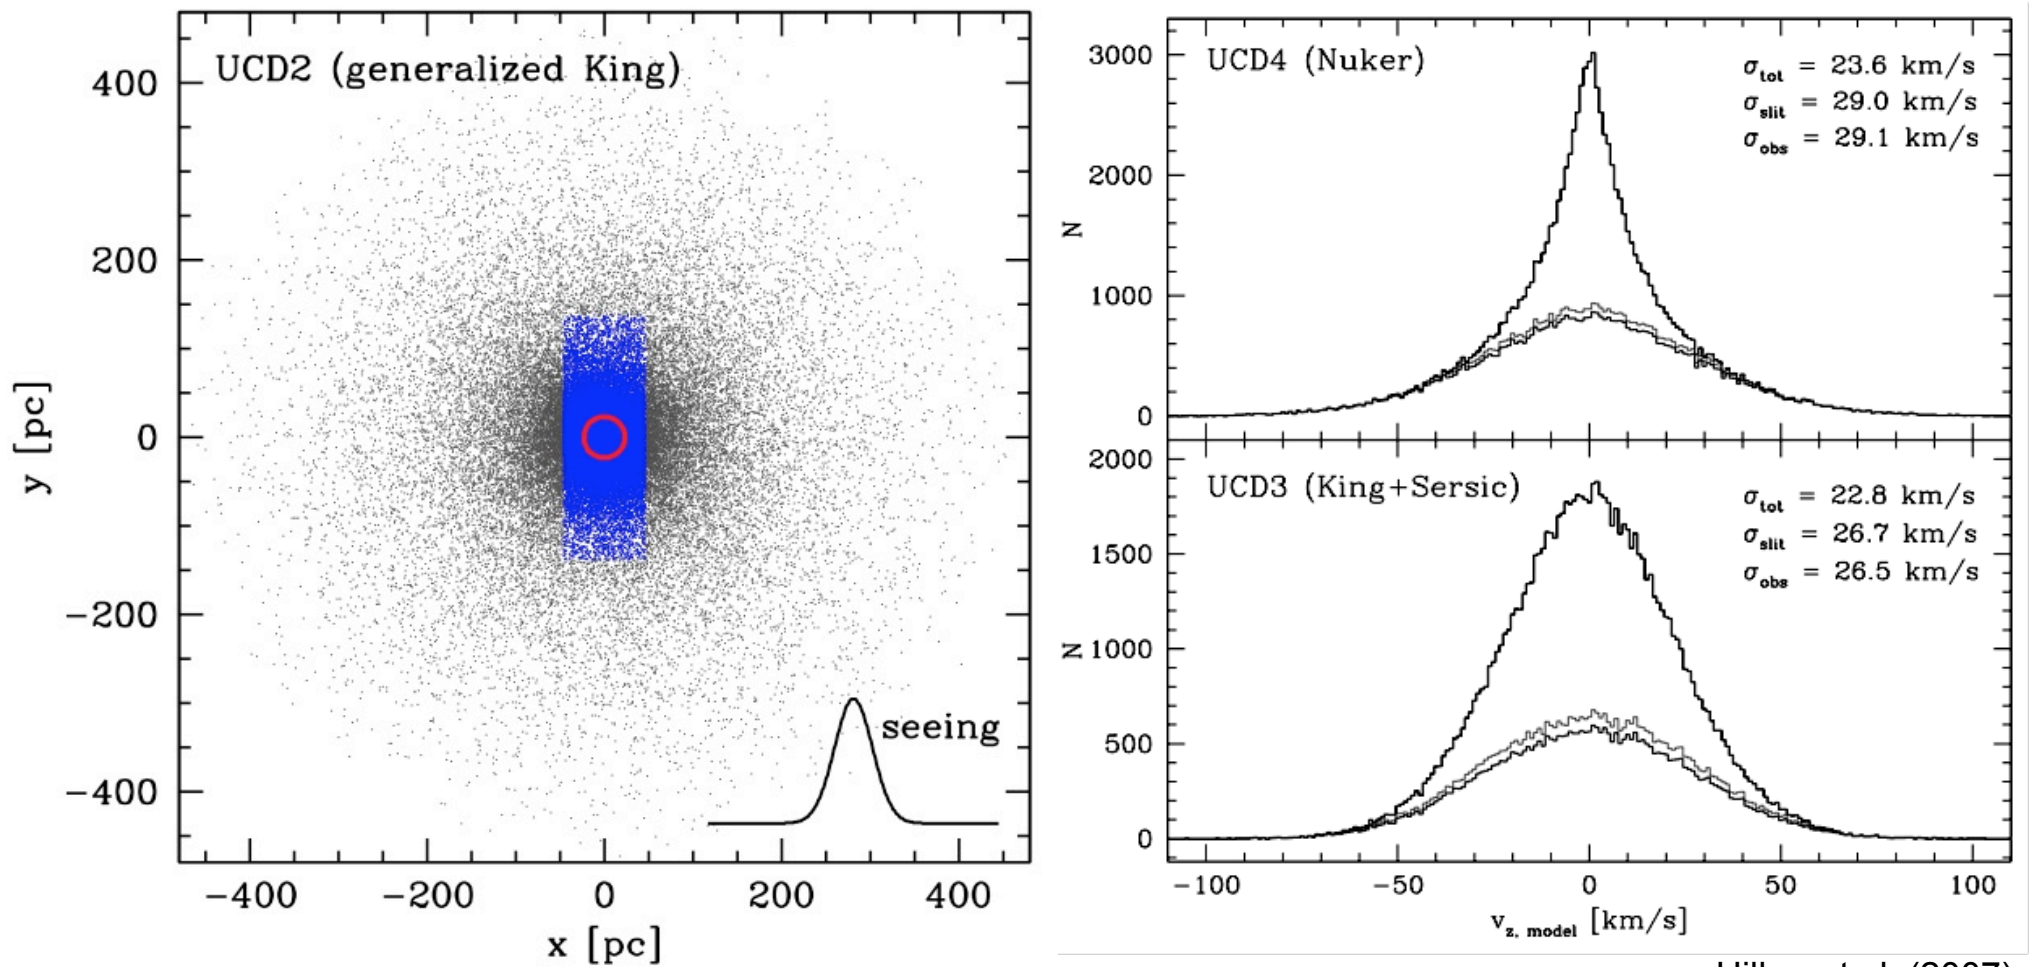 UCD2 (generalized King)
400
200
0
−200
−400
y [pc]
seeing
−400 −200 0 200 400
x [pc]
UCD4 (Nuker)
σtot = 23.6 km/s
σslit = 29.0 km/s
σobs = 29.1 km/s
3000
2000
1000
0
N
UCD3 (King+Sersic)
σtot = 22.8 km/s
σslit = 26.7 km/s
σobs = 26.5 km/s
2000
1500
1000
500
0
N
−100 −50 0 50 100
vz, model [km/s]